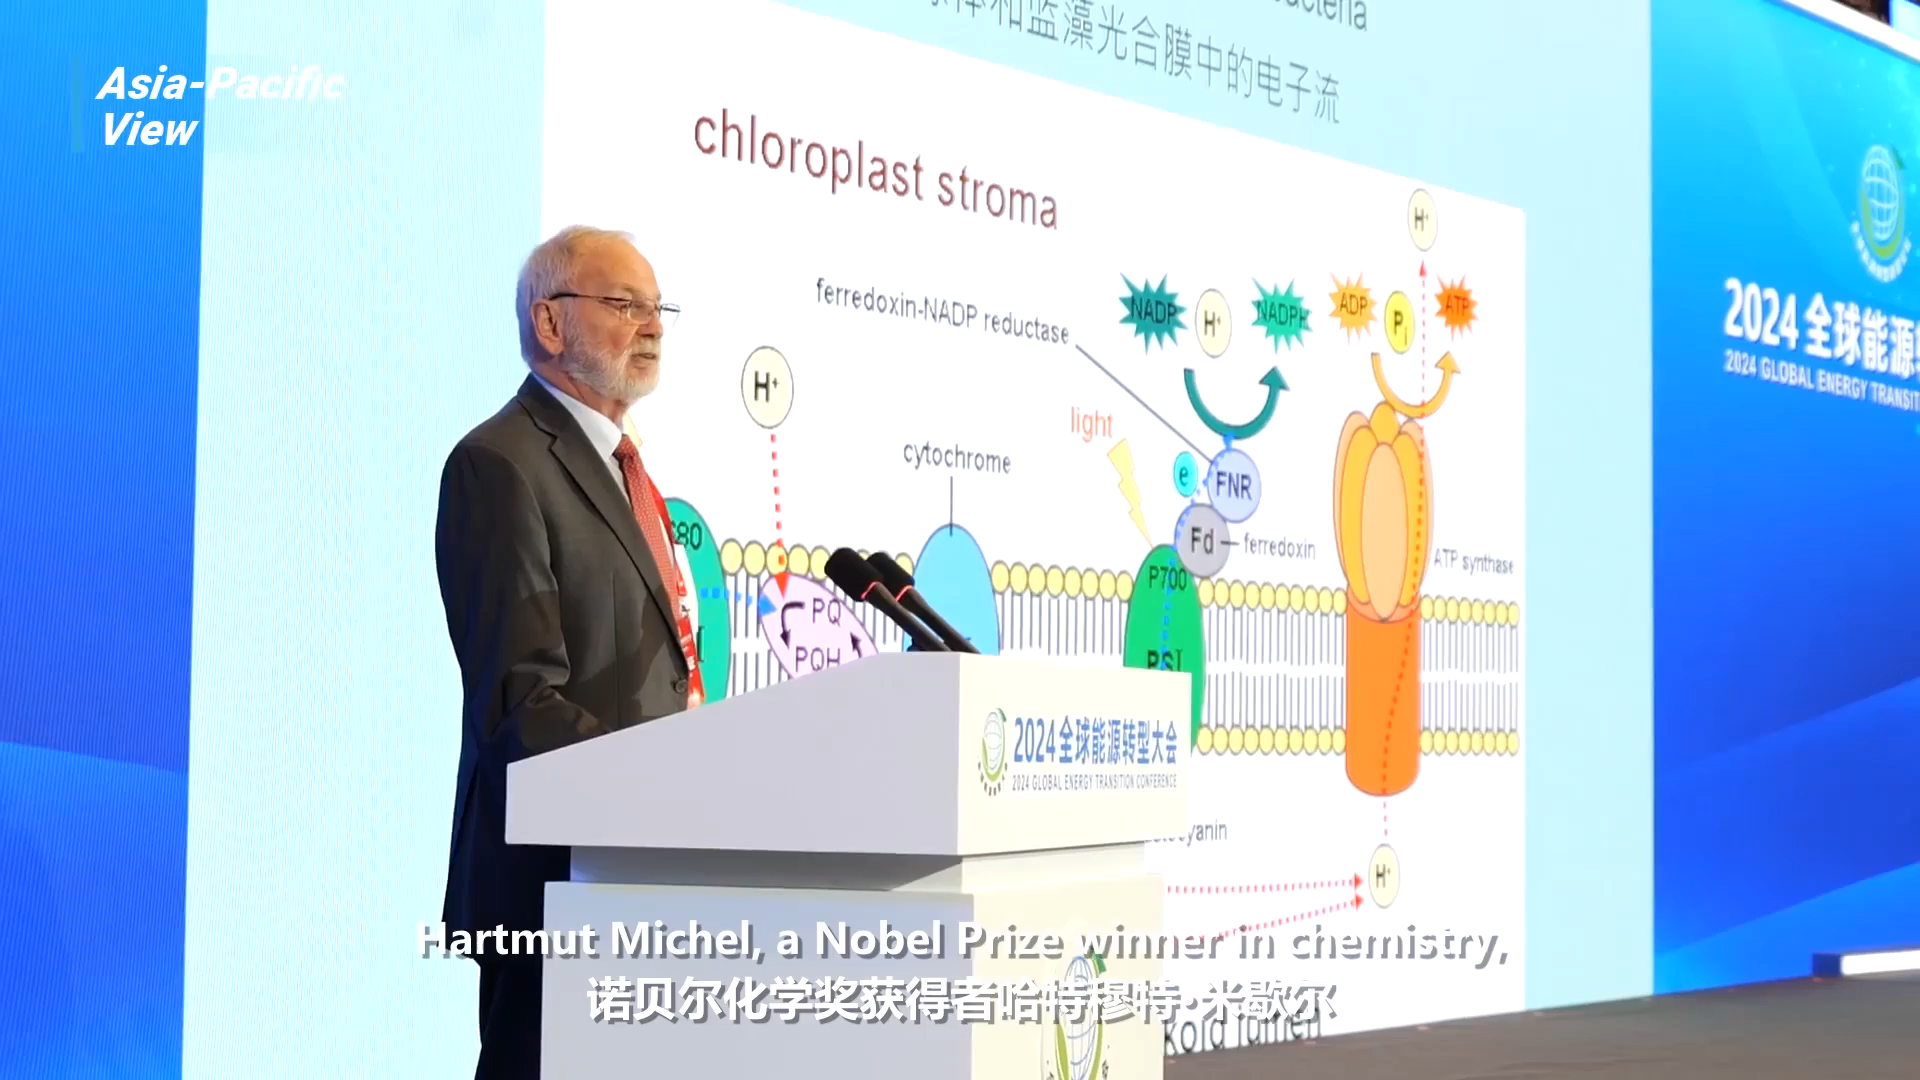 Asia-Pacific
View
体和监藻光合膜中的电子流
chloroplast stroma
H+
NADP
H+
NADPH
ADP
Pi
ATP
ferredoxin-NADP reductase
H+
light
cytochrome
e
FNR
Fd
ferredoxin
P700
ATP synthase
PQ
PQH
PSI
2024全球能源
2024 GLOBAL ENERGY
2024全球能源转型大会
2024 GLOBAL ENERGY TRANSITION CONFERENCE
H+
Hartmut Michel, a Nobel Prize winner in chemistry,
诺贝尔化学奖获得者哈特穆特•米歇尔
lumen